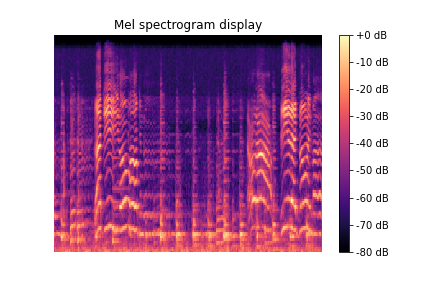 Mel spectrogram display
+0 dB
-10 dB
-20 dB
-30 dB
-40 dB
-50 dB
-60 dB
-70 dB
-80 dB